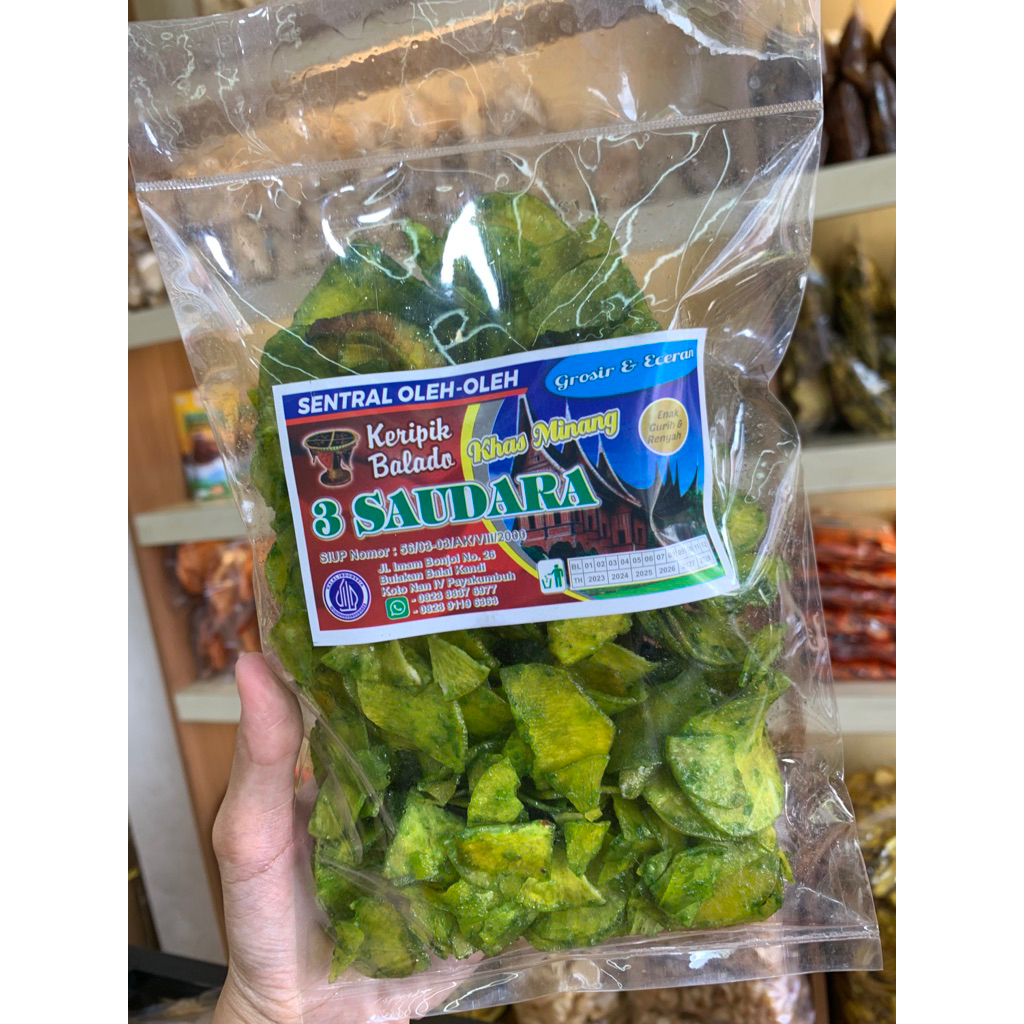 SENTRAL OLEH-OLEH
Grosir & Eceran
Keripik
Balado
Khas Minang
Enak
Gurih &
Renyah
3 SAUDARA
SIUP Nomor : 56/03-08/AK/VIII/2000
Jl. Imam Bonjol No. 26
Bulakan Balai Kandi
Koto Nan IV Payakumbuh
BL 01 02 03 04 05 06 07
TH 2023 2024 2025 2026